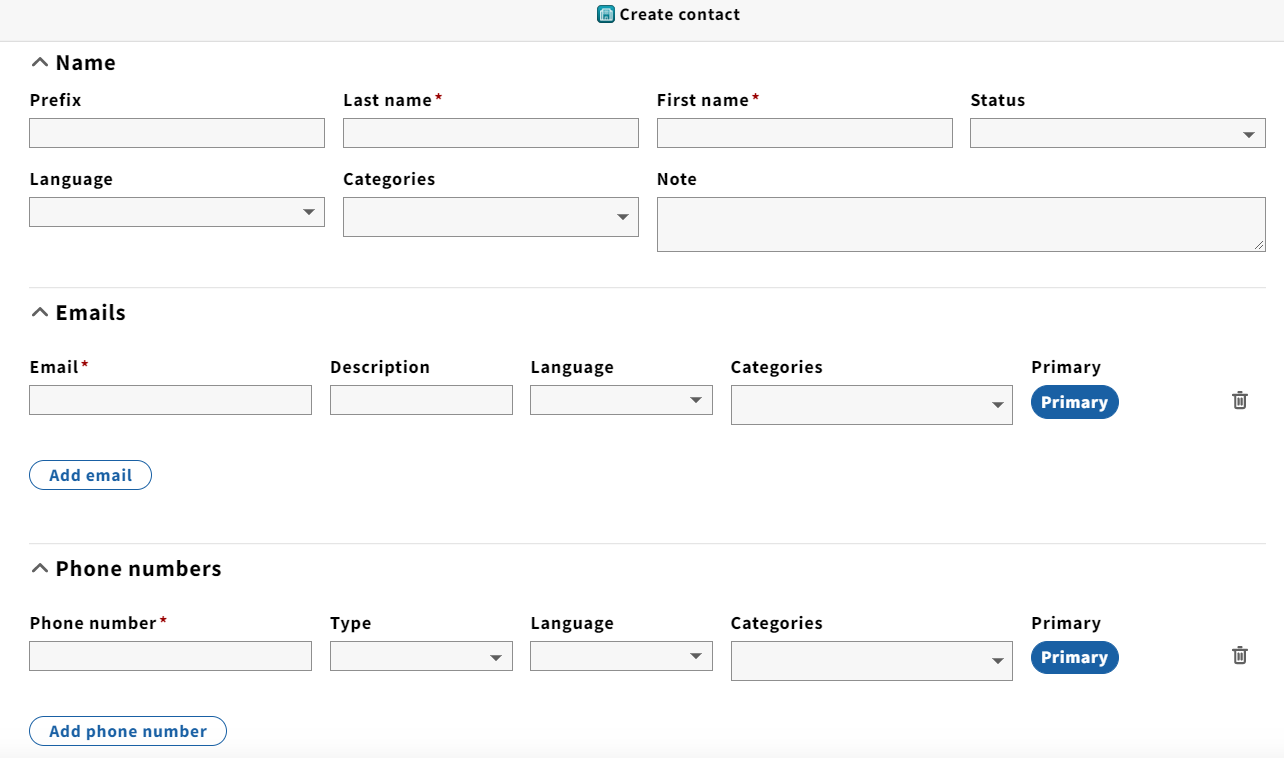 Create contact
Name
Prefix Last name* First name* Status
Language Categories Note
Emails
Email* Description Language Categories Primary
Primary
Add email
Phone numbers
Phone number* Type Language Categories Primary
Primary
Add phone number